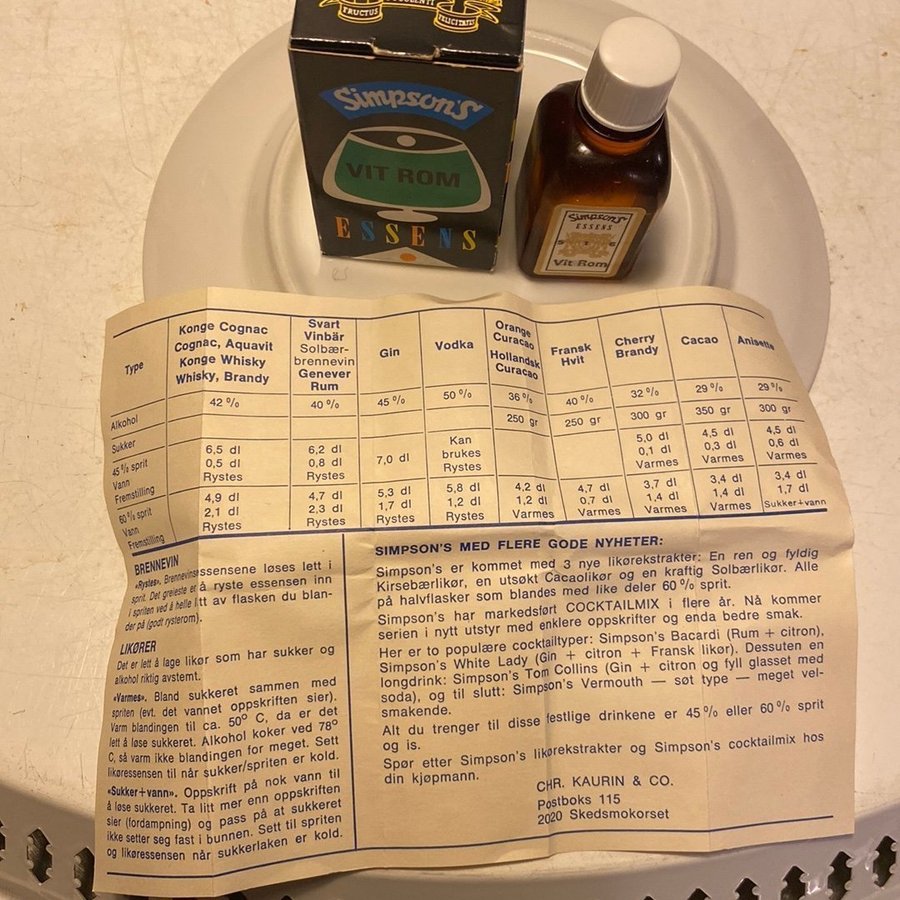 FRUCTUS
FELICITATES
Simpson's
VIT ROM
ESSENS
Simpson's
ESSENS
Vit Rom
Type
Konge Cognac
Cognac, Aquavit
Konge Whisky
Whisky, Brandy
Svart
Vinbär
Solbær-
brennevin
Genever
Rum
Gin
Vodka
Orange
Curacao
Hollandsk
Curacao
Fransk
Hvit
Cherry
Brandy
Cacao
Anisette
Alkohol
42 %
40 %
45 %
50 %
36 %
40 %
32 %
29 %
29 %
Sukker
250 gr
250 gr
300 gr
350 gr
300 gr
45 % sprit
Vann
Fremstilling
6,5 dl
0,5 dl
Rystes
6,2 dl
0,8 dl
Rystes
7,0 dl
Kan
brukes
Rystes
5,0 dl
0,1 dl
Varmes
4,5 dl
0,3 dl
Varmes
4,5 dl
0,6 dl
Varmes
60 % sprit
Vann
Fremstilling
4,9 dl
2,1 dl
Rystes
4,7 dl
2,3 dl
Rystes
5,3 dl
1,7 dl
Rystes
5,8 dl
1,2 dl
Rystes
4,2 dl
1,2 dl
Varmes
4,7 dl
0,7 dl
Varmes
3,7 dl
1,4 dl
Varmes
3,4 dl
1,4 dl
Varmes
3,4 dl
1,7 dl
Sukker+vann
BRENNEVIN
«Rystes». Brennevinsessensene løses lett i
sprit. Det greieste et å ryste essensen inn
i spriten ved å helle litt av flasken du blan-
der på (godt rysterom).
LIKØRER
Det er lett å lage likør som har sukker og
alkohol riktig avstemt.
«Varmes». Bland sukkeret sammen med
spriten (evt. det vannet oppskriften sier).
Varm blandingen til ca. 50° C, da er det
lett å løse sukkeret. Alkohol koker ved 78°
C, så varm ikke blandingen for meget. Sett
likøressensen til når sukker/spriten er kold.
«Sukker+vann». Oppskrift på nok vann til
å løse sukkeret. Ta litt mer enn oppskriften
sier (fordampning) og pass på at sukkeret
ikke setter seg fast i bunnen. Sett til spriten
og likøressensen når sukkerlaken er kold.
SIMPSON'S MED FLERE GODE NYHETER:
Simpson's er kommet med 3 nye likørekstrakter: En ren og fyldig
Kirsebærlikør, en utsøkt Cacaolikør og en kraftig Solbærlikør. Alle
på halvflasker som blandes med like deler 60 % sprit.
Simpson's har markedsført COCKTAILMIX i flere år. Nå kommer
serien i nytt utstyr med enklere oppskrifter og enda bedre smak.
Her er to populære cocktailtyper: Simpson's Bacardi (Rum + citron),
Simpson's White Lady (Gin + citron + Fransk likør). Dessuten en
longdrink: Simpson's Tom Collins (Gin + citron og fyll glasset med
soda), og til slutt: Simpson's Vermouth — søt type — meget vel-
smakende.
Alt du trenger til disse festlige drinkene er 45 % eller 60 % sprit
og is.
Spør etter Simpson's likørekstrakter og Simpson's cocktailmix hos
din kjøpmann.
CHR. KAURIN & CO.
Postboks 115
2020 Skedsmokorset